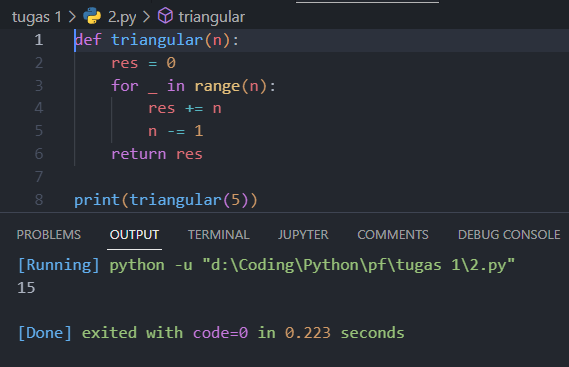 tugas 1 > 2.py > triangular
1 def triangular(n):
2     res = 0
3     for _ in range(n):
4         res += n
5         n -= 1
6     return res
7
8 print(triangular(5))
PROBLEMS OUTPUT TERMINAL JUPYTER COMMENTS DEBUG CONSOLE
[Running] python -u "d:\Coding\Python\pf\tugas 1\2.py"
15
[Done] exited with code=0 in 0.223 seconds